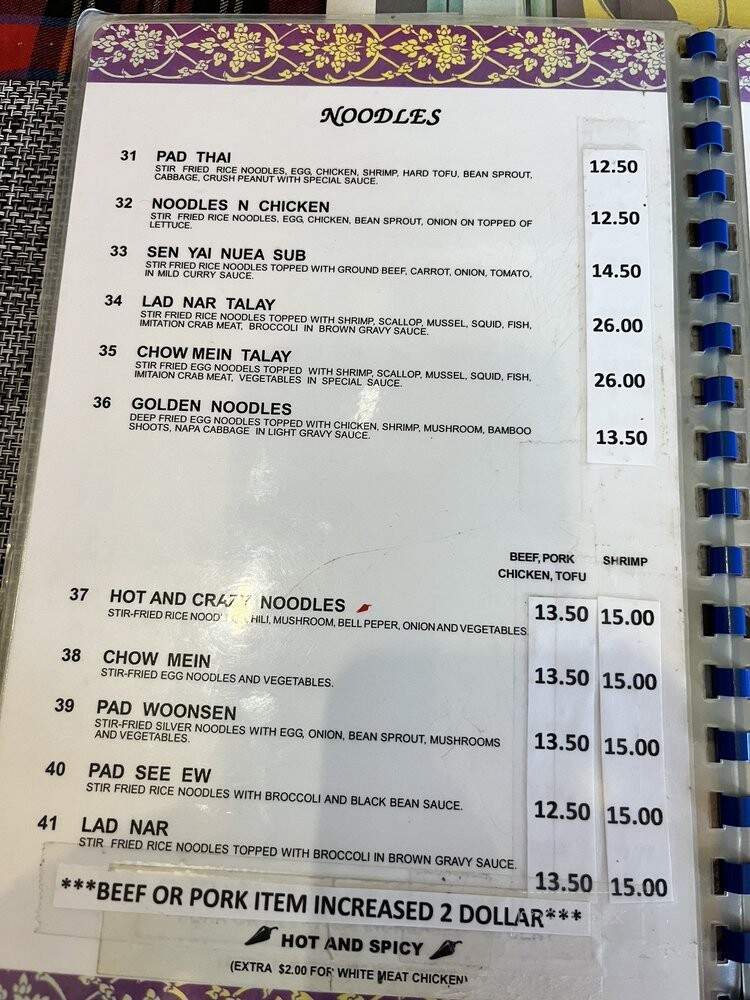 NOODLES
31 PAD THAI 12.50
STIR FRIED RICE NOODLES, EGG, CHICKEN, SHRIMP, HARD TOFU, BEAN SPROUT,
CABBAGE, CRUSH PEANUT WITH SPECIAL SAUCE.
32 NOODLES N CHICKEN 12.50
STIR FRIED RICE NOODLES, EGG, CHICKEN, BEAN SPROUT, ONION ON TOPPED OF
LETTUCE.
33 SEN YAI NUEA SUB 14.50
STIR FRIED RICE NOODLES TOPPED WITH GROUND BEEF, CARROT, ONION, TOMATO,
IN MILD CURRY SAUCE.
34 LAD NAR TALAY 26.00
STIR FRIED RICE NOODLES TOPPED WITH SHRIMP, SCALLOP, MUSSEL, SQUID, FISH,
IMITATION CRAB MEAT, BROCCOLI IN BROWN GRAVY SAUCE.
35 CHOW MEIN TALAY 26.00
STIR FRIED EGG NOODELS TOPPED WITH SHRIMP, SCALLOP, MUSSEL, SQUID, FISH,
IMITAION CRAB MEAT, VEGETABLES IN SPECIAL SAUCE.
36 GOLDEN NOODLES 13.50
DEEP FRIED EGG NOODLES TOPPED WITH CHICKEN, SHRIMP, MUSHROOM, BAMBOO
SHOOTS, NAPA CABBAGE IN LIGHT GRAVY SAUCE.
BEEF, PORK SHRIMP
CHICKEN, TOFU
37 HOT AND CRAZY NOODLES 13.50 15.00
STIR-FRIED RICE MUSHROOM, BELL PEPER, ONION AND VEGETABLES
38 CHOW MEIN 13.50 15.00
STIR-FRIED EGG NOODLES AND VEGETABLES.
39 PAD WOONSEN 13.50 15.00
STIR-FRIED SILVER NOODLES WITH EGG, ONION, BEAN SPROUT, MUSHROOMS
AND VEGETABLES.
40 PAD SEE EW 12.50 15.00
STIR FRIED RICE NOODLES WITH BROCCOLI AND BLACK BEAN SAUCE.
41 LAD NAR 13.50 15.00
STIR FRIED RICE NOODLES TOPPED WITH BROCCOLI IN BROWN GRAVY SAUCE.
***BEEF OR PORK ITEM INCREASED 2 DOLLAR***
HOT AND SPICY
(EXTRA $2.00 FOR WHITE MEAT CHICKEN)